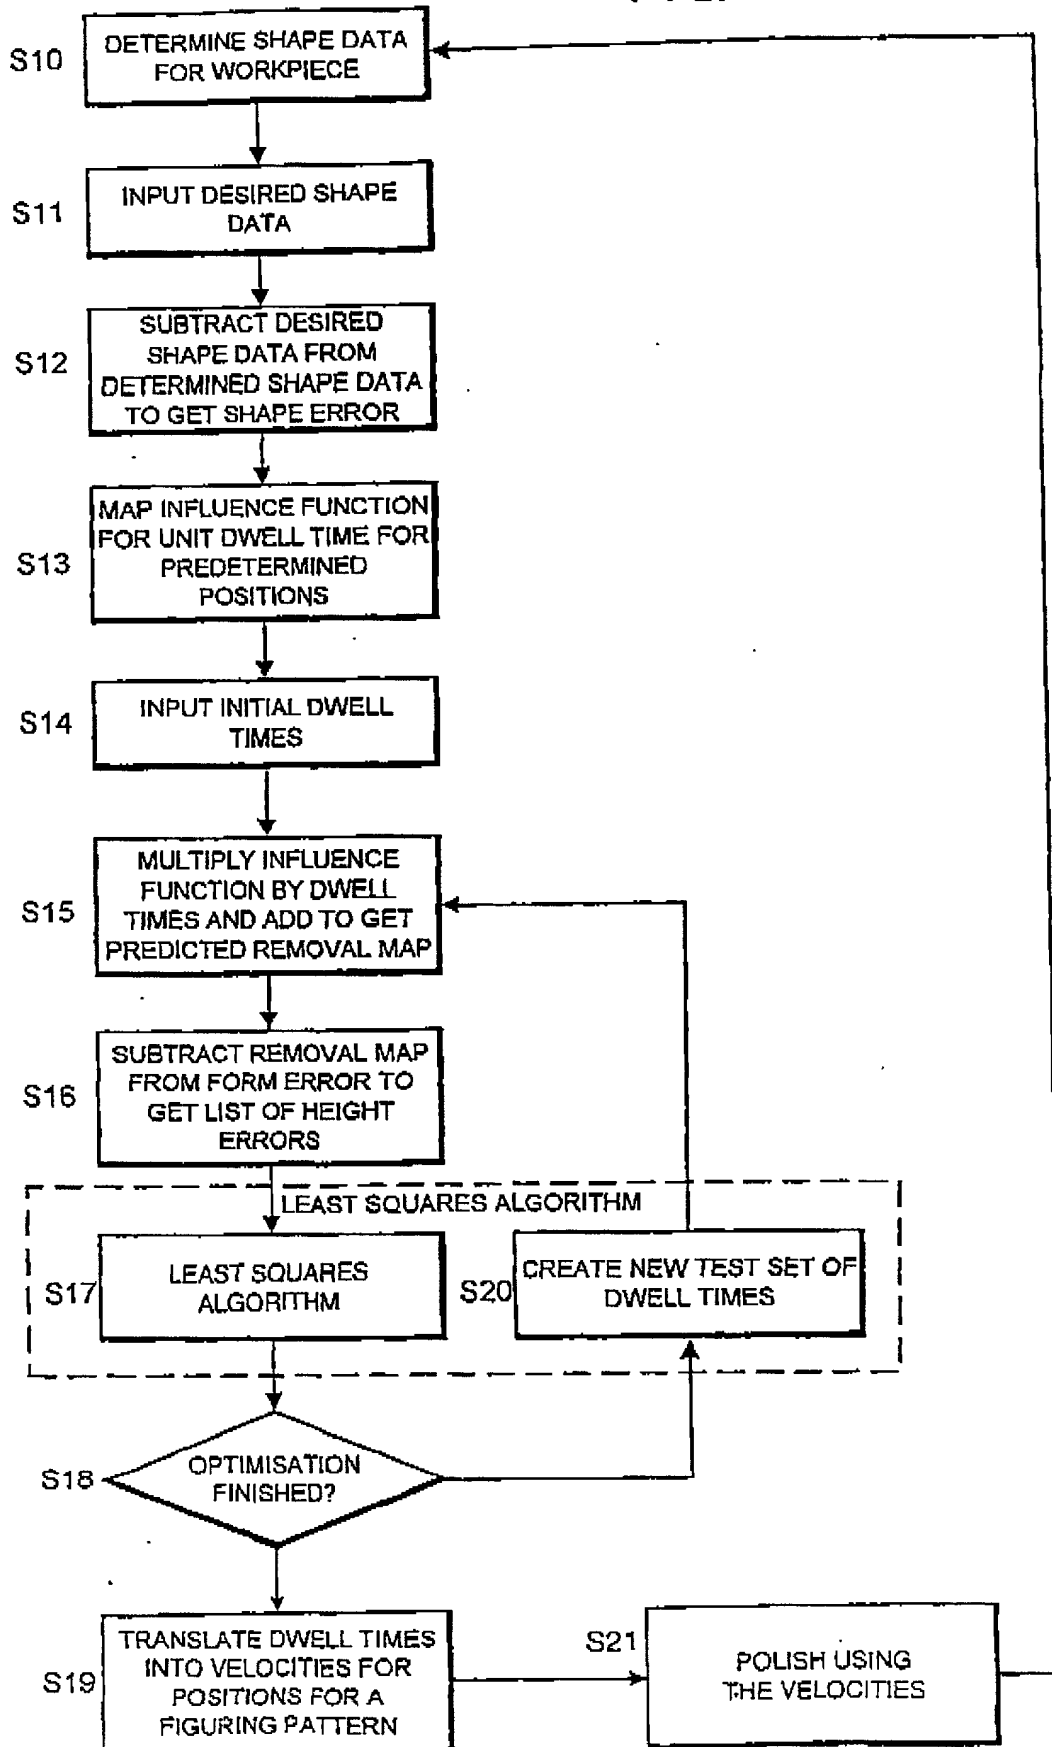 S10
DETERMINE SHAPE DATA
FOR WORKPIECE
S11
INPUT DESIRED SHAPE
DATA
S12
SUBTRACT DESIRED
SHAPE DATA FROM
DETERMINED SHAPE DATA
TO GET SHAPE ERROR
S13
MAP INFLUENCE FUNCTION
FOR UNIT DWELL TIME FOR
PREDETERMINED
POSITIONS
S14
INPUT INITIAL DWELL
TIMES
S15
MULTIPLY INFLUENCE
FUNCTION BY DWELL
TIMES AND ADD TO GET
PREDICTED REMOVAL MAP
S16
SUBTRACT REMOVAL MAP
FROM FORM ERROR TO
GET LIST OF HEIGHT
ERRORS
LEAST SQUARES ALGORITHM
S17
LEAST SQUARES
ALGORITHM
S20
CREATE NEW TEST SET OF
DWELL TIMES
S18
OPTIMISATION
FINISHED?
S19
TRANSLATE DWELL TIMES
INTO VELOCITIES FOR
POSITIONS FOR A
FIGURING PATTERN
S21
POLISH USING
THE VELOCITIES